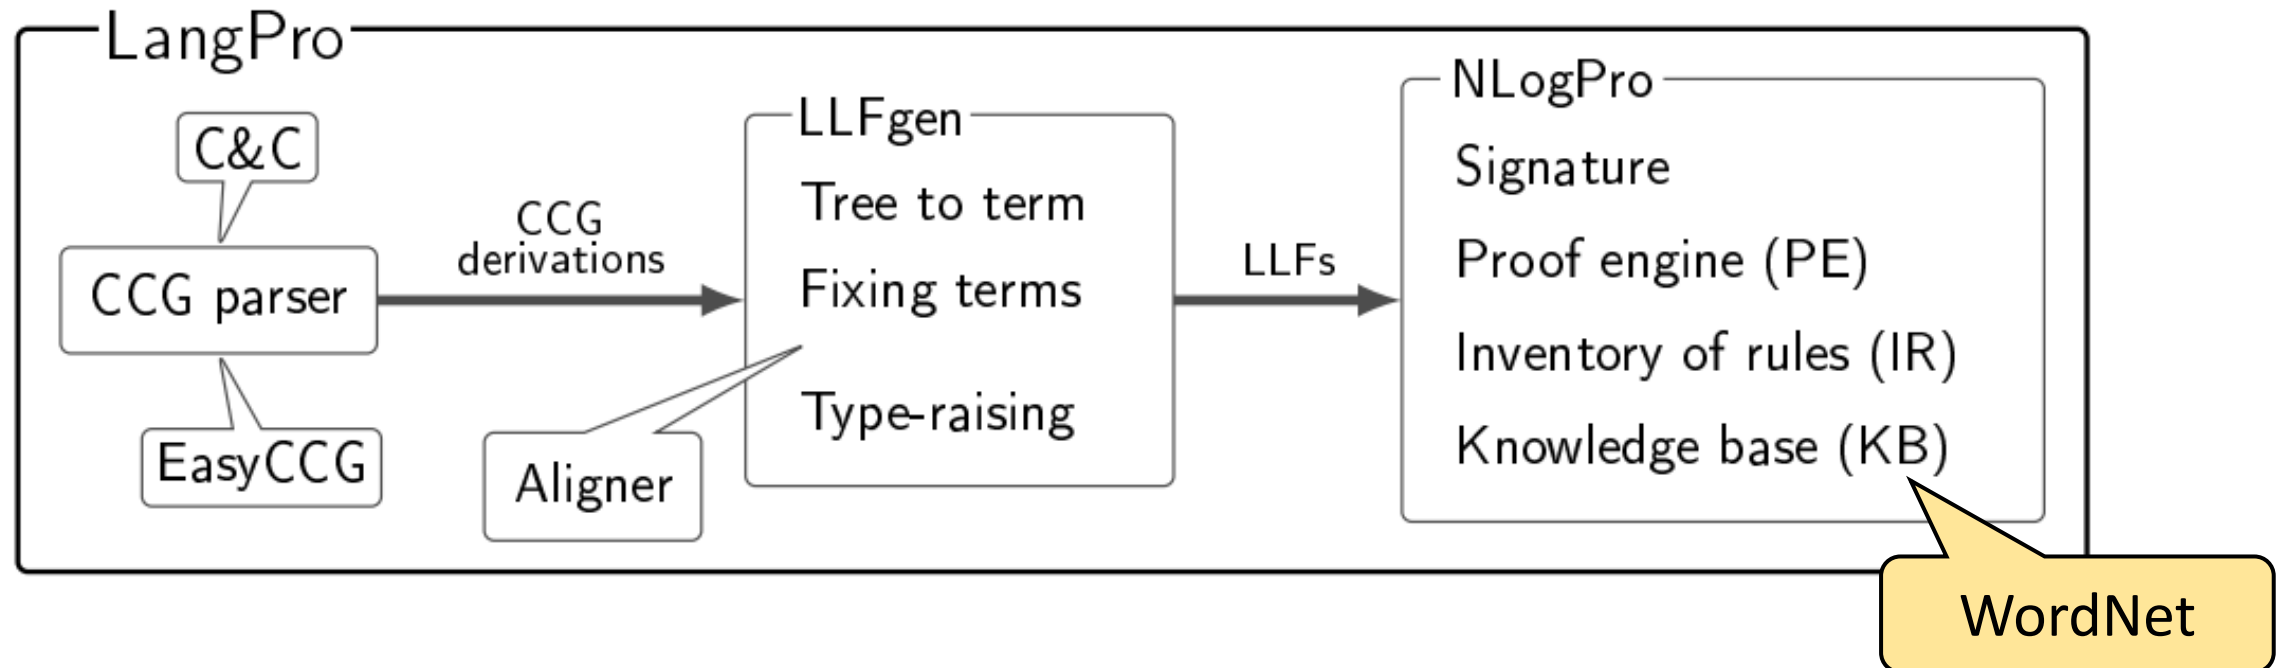 LangPro
C&C
CCG parser
EasyCCG
CCG
derivations
LLFgen
Tree to term
Fixing terms
Type-raising
Aligner
LLFs
NLogPro
Signature
Proof engine (PE)
Inventory of rules (IR)
Knowledge base (KB)
WordNet